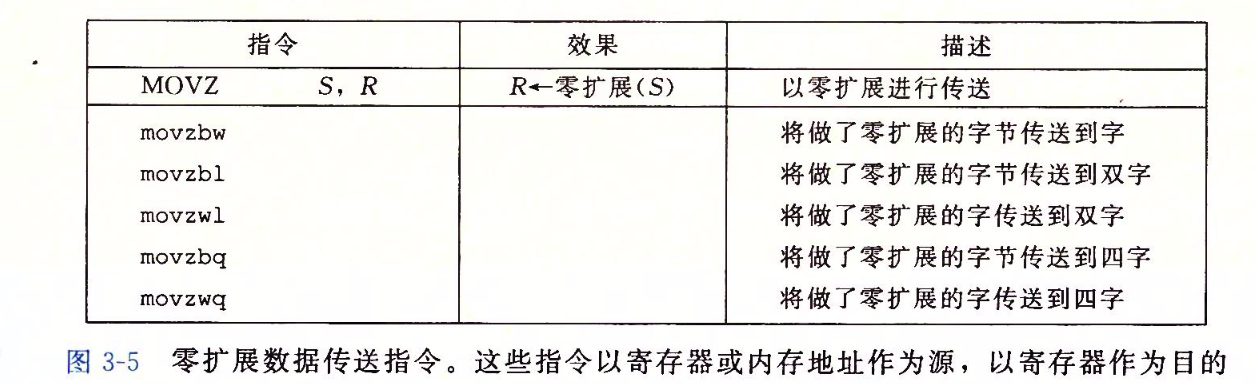 指令 效果 描述
MOVZ S, R R←零扩展(S) 以零扩展进行传送
movzbw 将做了零扩展的字节传送到字
movzbl 将做了零扩展的字节传送到双字
movzwl 将做了零扩展的字传送到双字
movzbq 将做了零扩展的字节传送到四字
movzwq 将做了零扩展的字传送到四字
图 3-5 零扩展数据传送指令。这些指令以寄存器或内存地址作为源，以寄存器作为目的